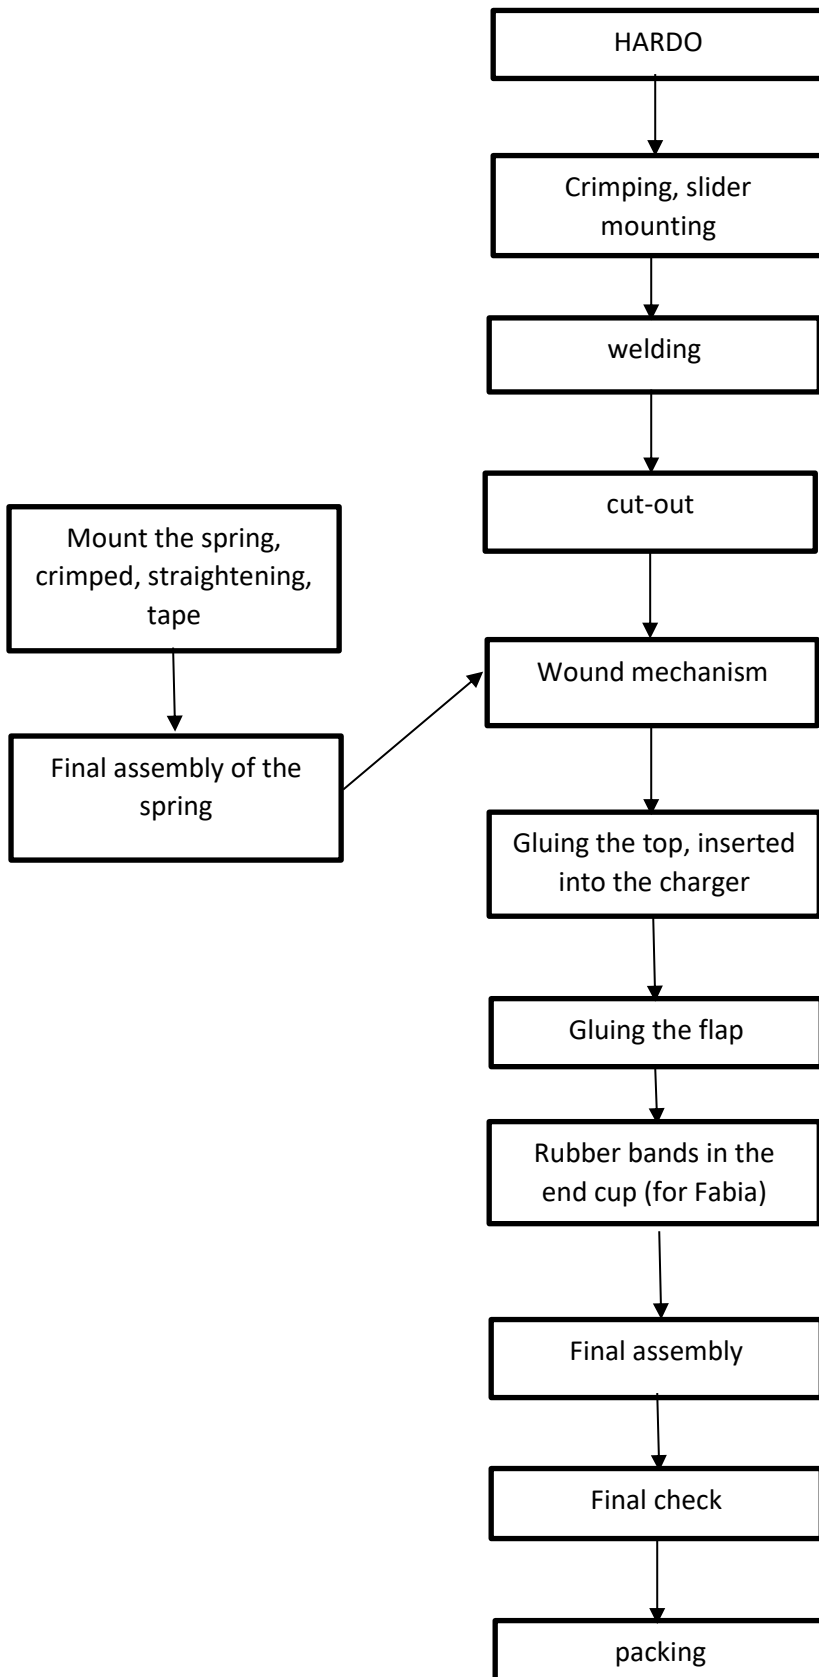 HARDO
Crimping, slider
mounting
welding
cut-out
Mount the spring,
crimped, straightening,
tape
Wound mechanism
Final assembly of the
spring
Gluing the top, inserted
into the charger
Gluing the flap
Rubber bands in the
end cup (for Fabia)
Final assembly
Final check
packing